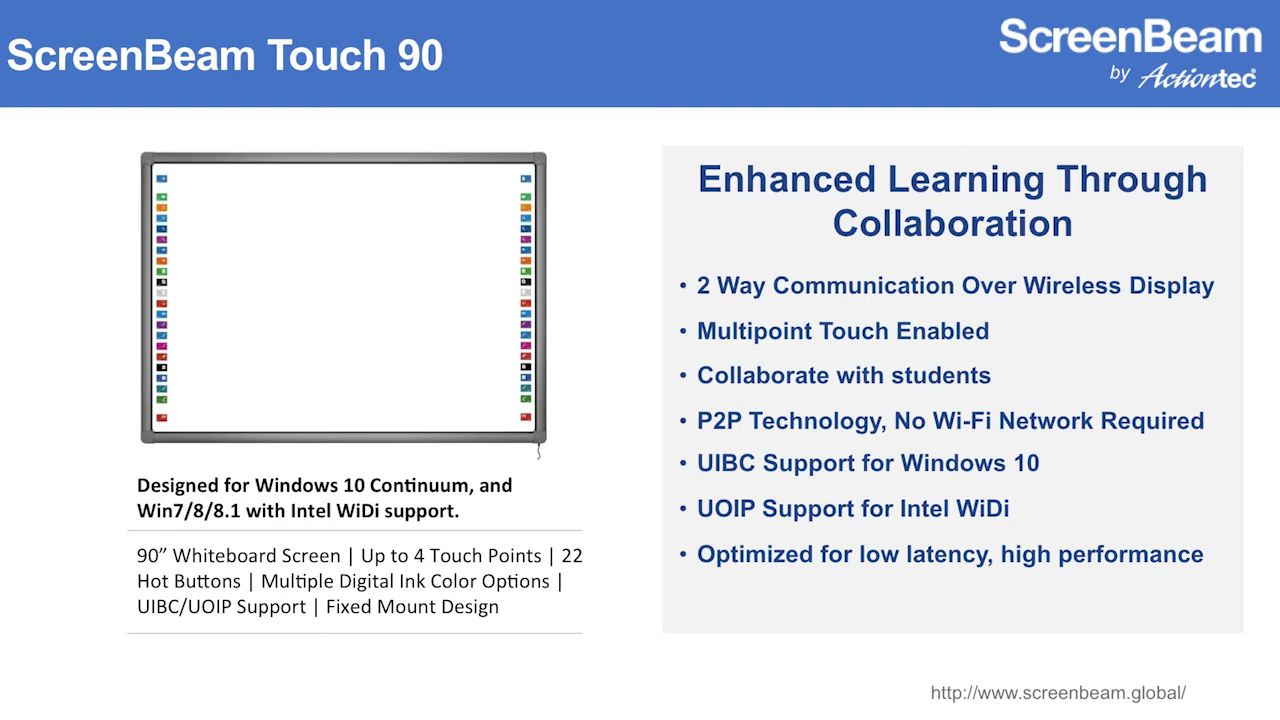 ScreenBeam Touch 90
ScreenBeam
by Actiontec®
Designed for Windows 10 Continuum, and
Win7/8/8.1 with Intel WiDi support.
90” Whiteboard Screen | Up to 4 Touch Points | 22
Hot Buttons | Multiple Digital Ink Color Options |
UIBC/UOIP Support | Fixed Mount Design
Enhanced Learning Through
Collaboration
• 2 Way Communication Over Wireless Display
• Multipoint Touch Enabled
• Collaborate with students
• P2P Technology, No Wi-Fi Network Required
• UIBC Support for Windows 10
• UOIP Support for Intel WiDi
• Optimized for low latency, high performance
http://www.screenbeam.global/